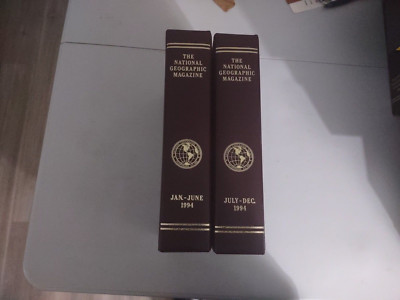 THE
NATIONAL
GEOGRAPHIC
MAGAZINE
JAN.-JUNE
1994
THE
NATIONAL
GEOGRAPHIC
MAGAZINE
JULY-DEC.
1994